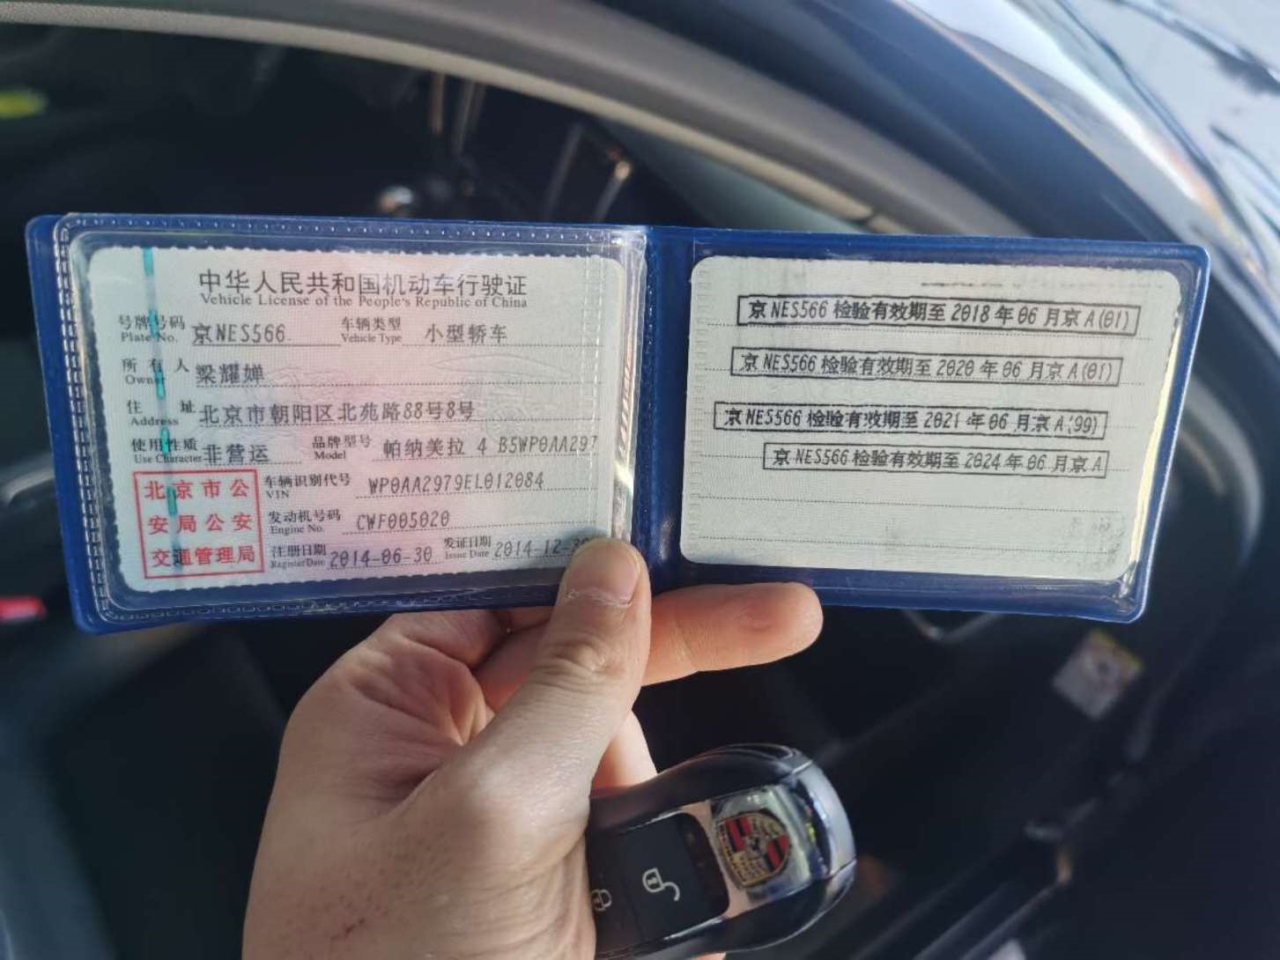 中华人民共和国机动车行驶证
Vehicle License of the People's Republic of China
号牌号码 京NES566 车辆类型 小型轿车
Plate No. Vehicle Type
所有人 梁耀婵
Owner
住址 北京市朝阳区北苑路88号8号
Address
使用性质 非营运 品牌型号 帕纳美拉 4 B5WP0AA297
Use Character Model
北京市公
安局公安
交通管理局
车辆识别代号 WP0AA2979EL012084
VIN
发动机号码 CWF005020
Engine No.
注册日期 2014-06-30 发证日期 2014-12-
Register Date Issue Date
京NES566 检验有效期至 2018 年 06 月京A(01)
京NES566 检验有效期至 2020 年 06 月京A(01)
京NES566 检验有效期至 2021 年 06 月京A(99)
京NES566 检验有效期至 2024 年 06 月京A